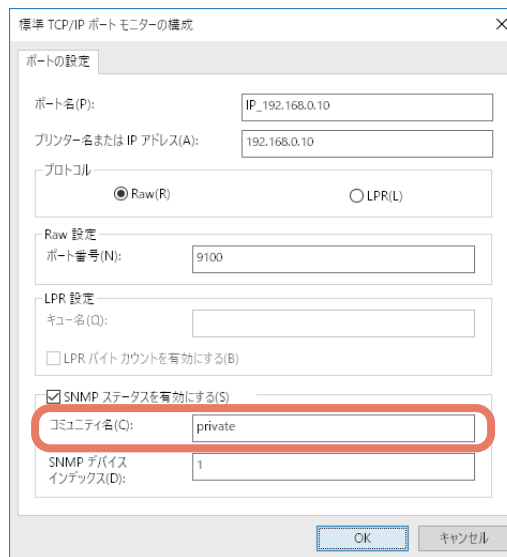 標準 TCP/IP ポート モニターの構成
ポートの設定
ポート名(P): IP_192.168.0.10
プリンター名または IP アドレス(A): 192.168.0.10
プロトコル
Raw(R) LPR(L)
Raw 設定
ポート番号(N): 9100
LPR 設定
キュー名(Q):
LPR バイト カウントを有効にする(B)
SNMP ステータスを有効にする(S)
コミュニティ名(C): private
SNMP デバイス
インデックス(D): 1
OK キャンセル